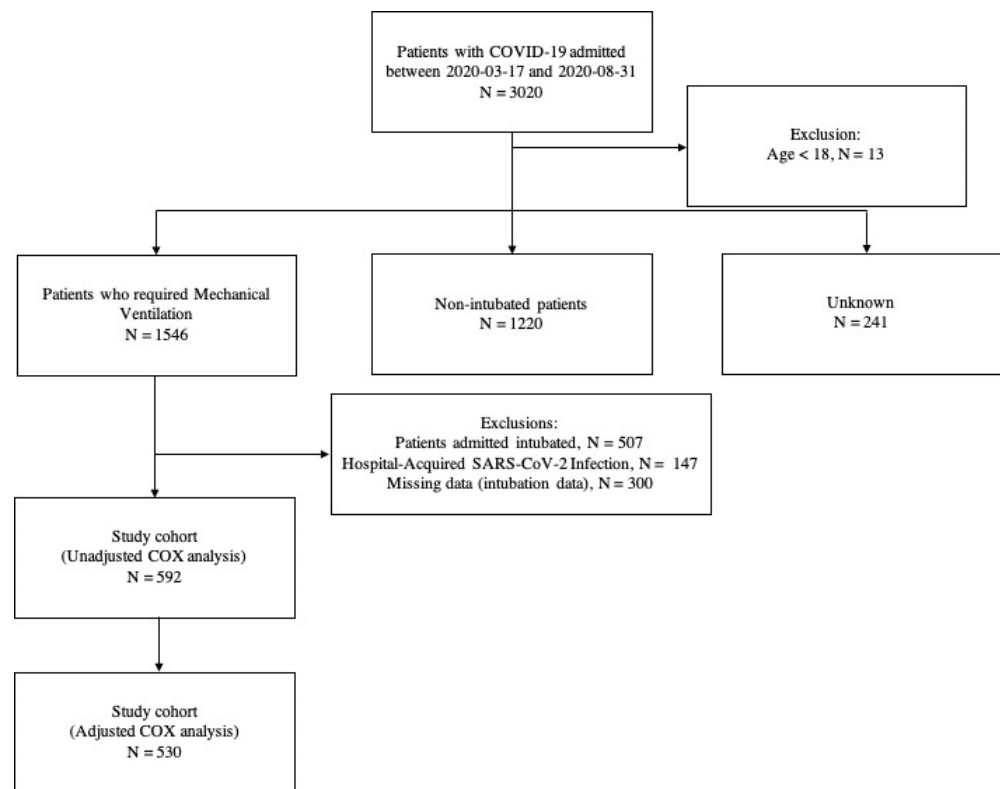 Patients with COVID-19 admitted
between 2020-03-17 and 2020-08-31
N = 3020
Exclusion:
Age < 18, N = 13
Patients who required Mechanical
Ventilation
N = 1546
Non-intubated patients
N = 1220
Unknown
N = 241
Exclusions:
Patients admitted intubated, N = 507
Hospital-Acquired SARS-CoV-2 Infection, N = 147
Missing data (intubation data), N = 300
Study cohort
(Unadjusted COX analysis)
N = 592
Study cohort
(Adjusted COX analysis)
N = 530